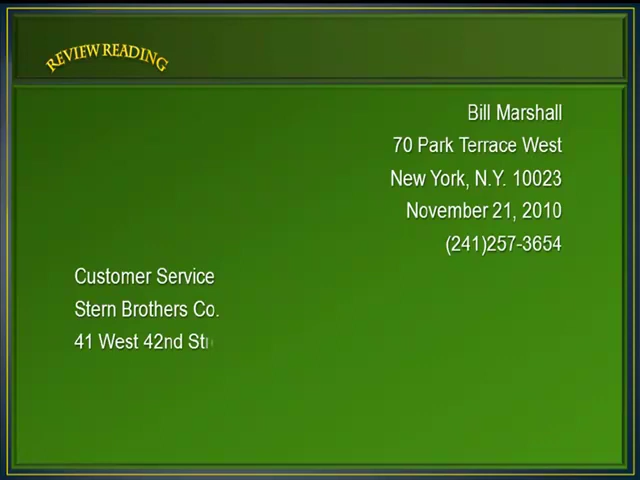 REVIEW READING
Bill Marshall
70 Park Terrace West
New York, N.Y. 10023
November 21, 2010
(241)257-3654
Customer Service
Stern Brothers Co.
41 West 42nd